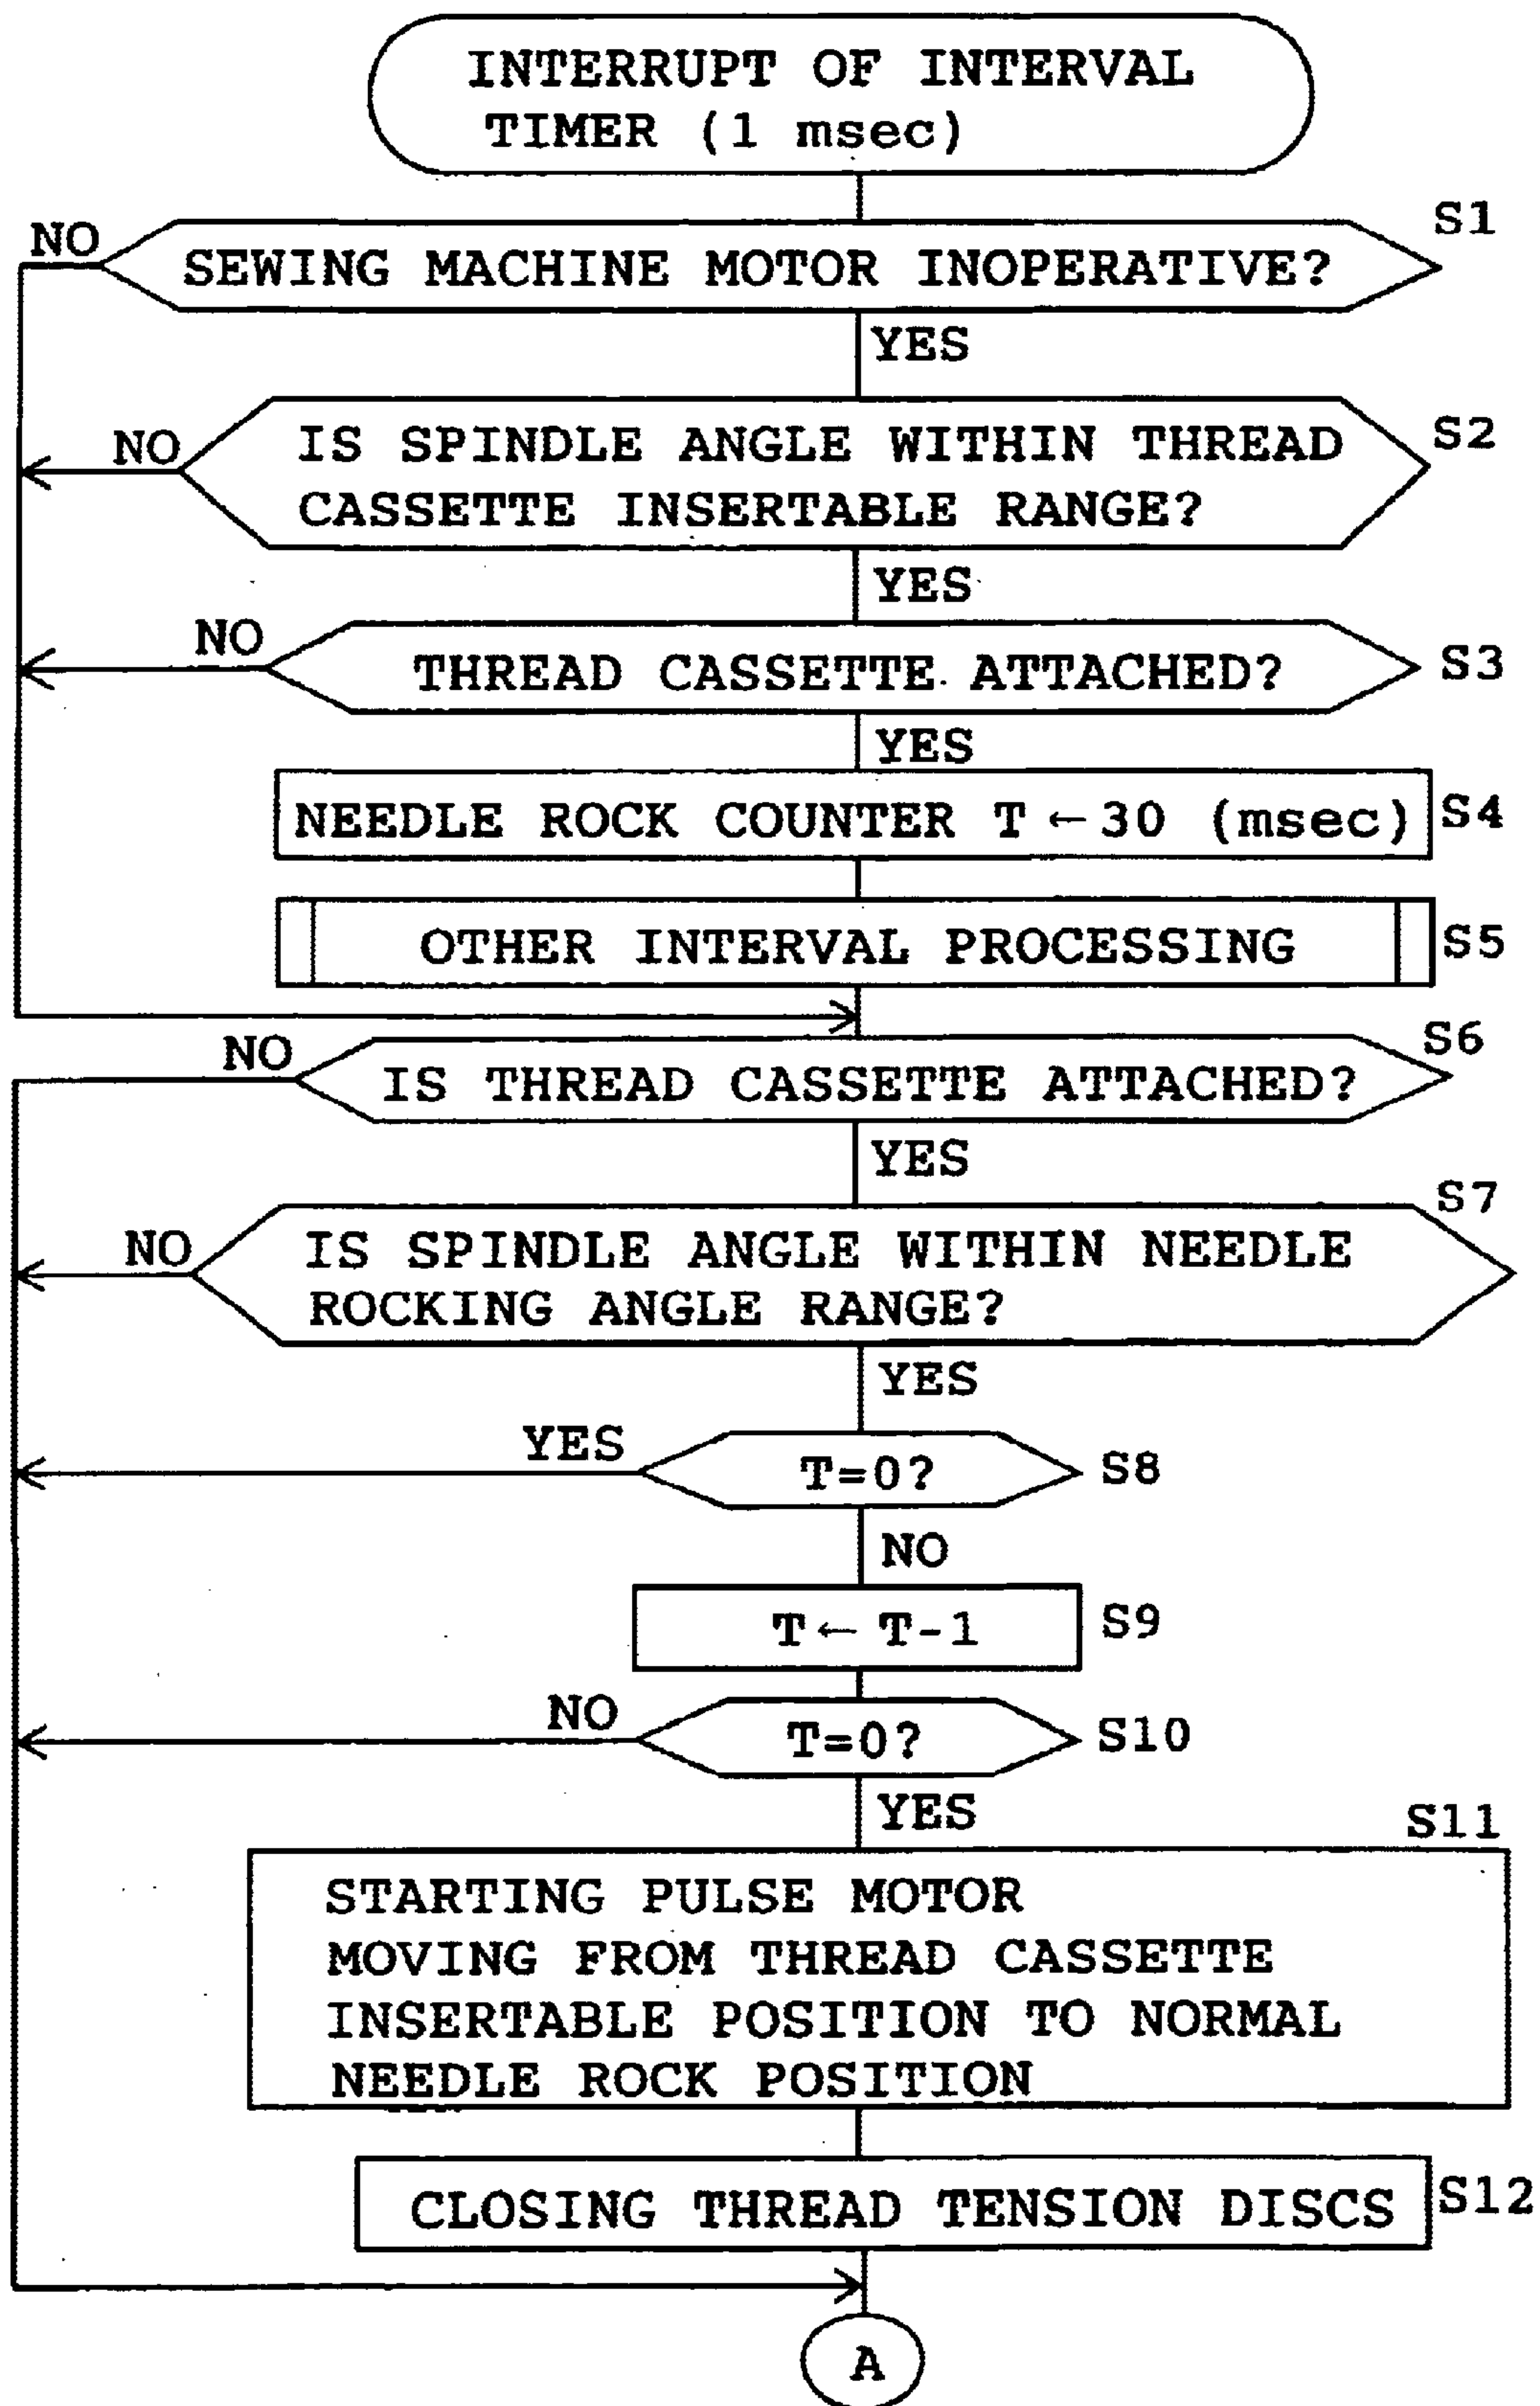 INTERRUPT OF INTERVAL
TIMER (1 msec)
S1
NO
SEWING MACHINE MOTOR INOPERATIVE?
YES
S2
NO
IS SPINDLE ANGLE WITHIN THREAD
CASSETTE INSERTABLE RANGE?
YES
NO
THREAD CASSETTE ATTACHED?
S3
YES
NEEDLE ROCK COUNTER T ← 30 (msec)
S4
OTHER INTERVAL PROCESSING
S5
S6
NO
IS THREAD CASSETTE ATTACHED?
YES
S7
NO
IS SPINDLE ANGLE WITHIN NEEDLE
ROCKING ANGLE RANGE?
YES
YES
T=0?
S8
NO
T ← T-1
S9
NO
T=0?
S10
YES
S11
STARTING PULSE MOTOR
MOVING FROM THREAD CASSETTE
INSERTABLE POSITION TO NORMAL
NEEDLE ROCK POSITION
CLOSING THREAD TENSION DISCS
S12
A